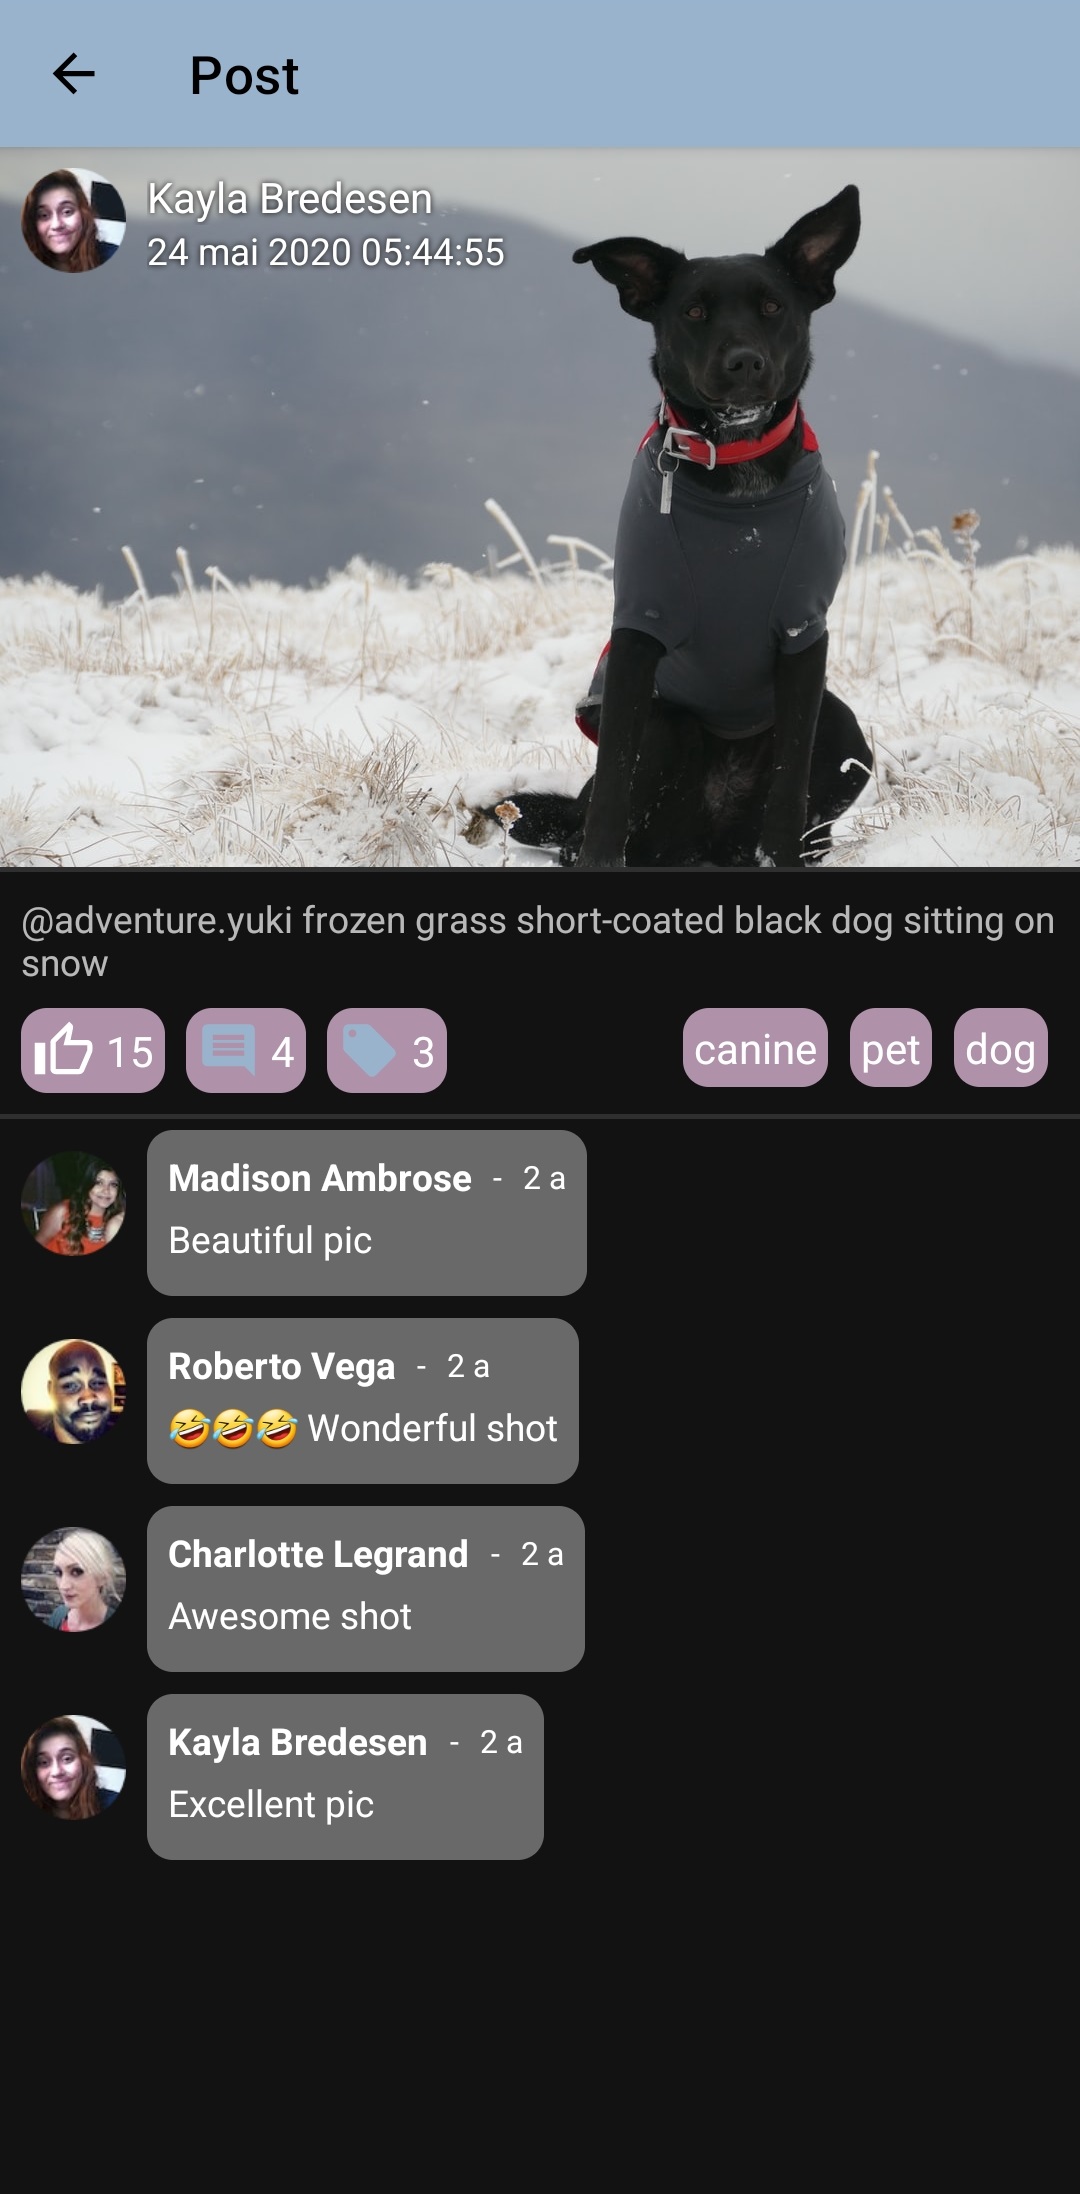 Post
Kayla Bredesen
24 mai 2020 05:44:55
@adventure.yuki frozen grass short-coated black dog sitting on
snow
15 4 3 canine pet dog
Madison Ambrose - 2 a
Beautiful pic
Roberto Vega - 2 a
🤣🤣🤣 Wonderful shot
Charlotte Legrand - 2 a
Awesome shot
Kayla Bredesen - 2 a
Excellent pic